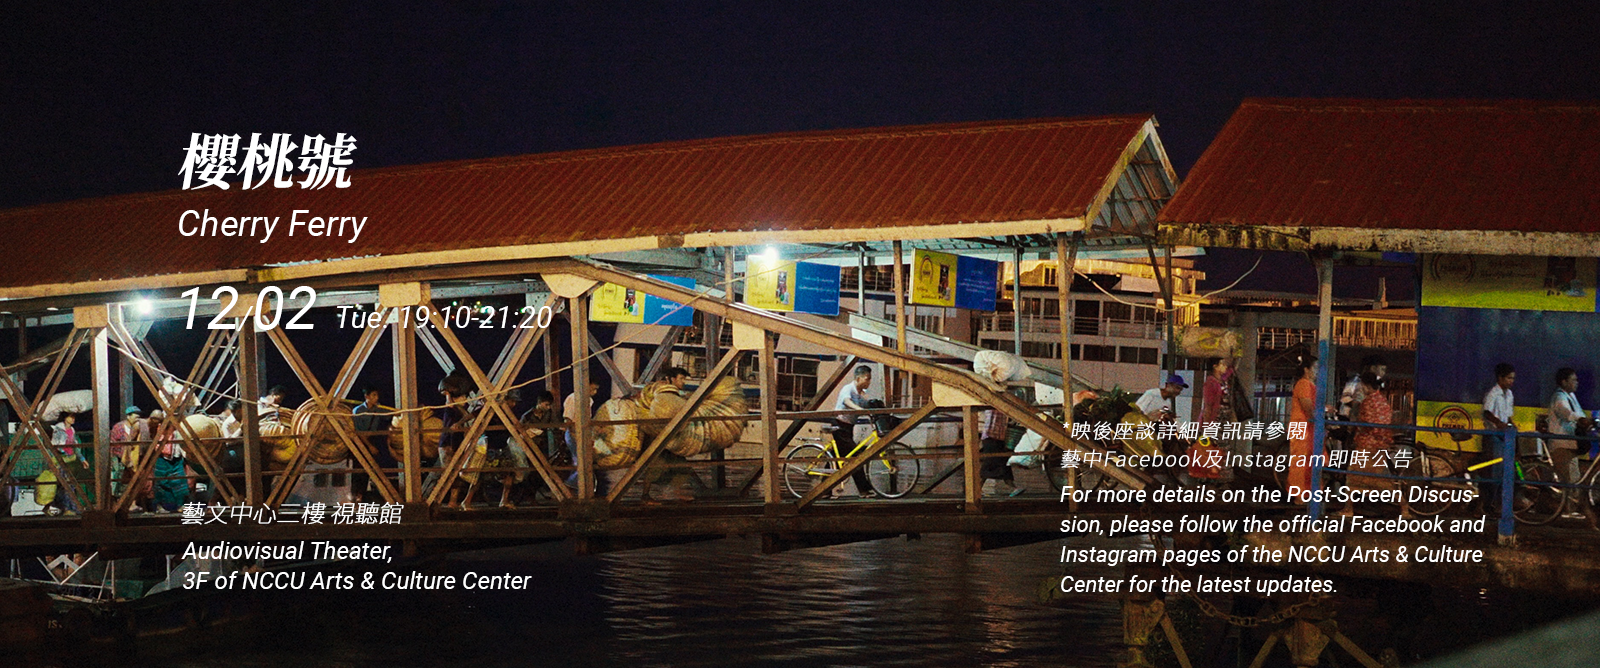 櫻桃號
Cherry Ferry
12/02 Tue. 19:10-21:20
藝文中心三樓 視聽館
Audiovisual Theater,
3F of NCCU Arts & Culture Center
*映後座談詳細資訊請參閱
藝中Facebook及Instagram即時公告
For more details on the Post-Screen Discus-
sion, please follow the official Facebook and
Instagram pages of the NCCU Arts & Culture
Center for the latest updates.